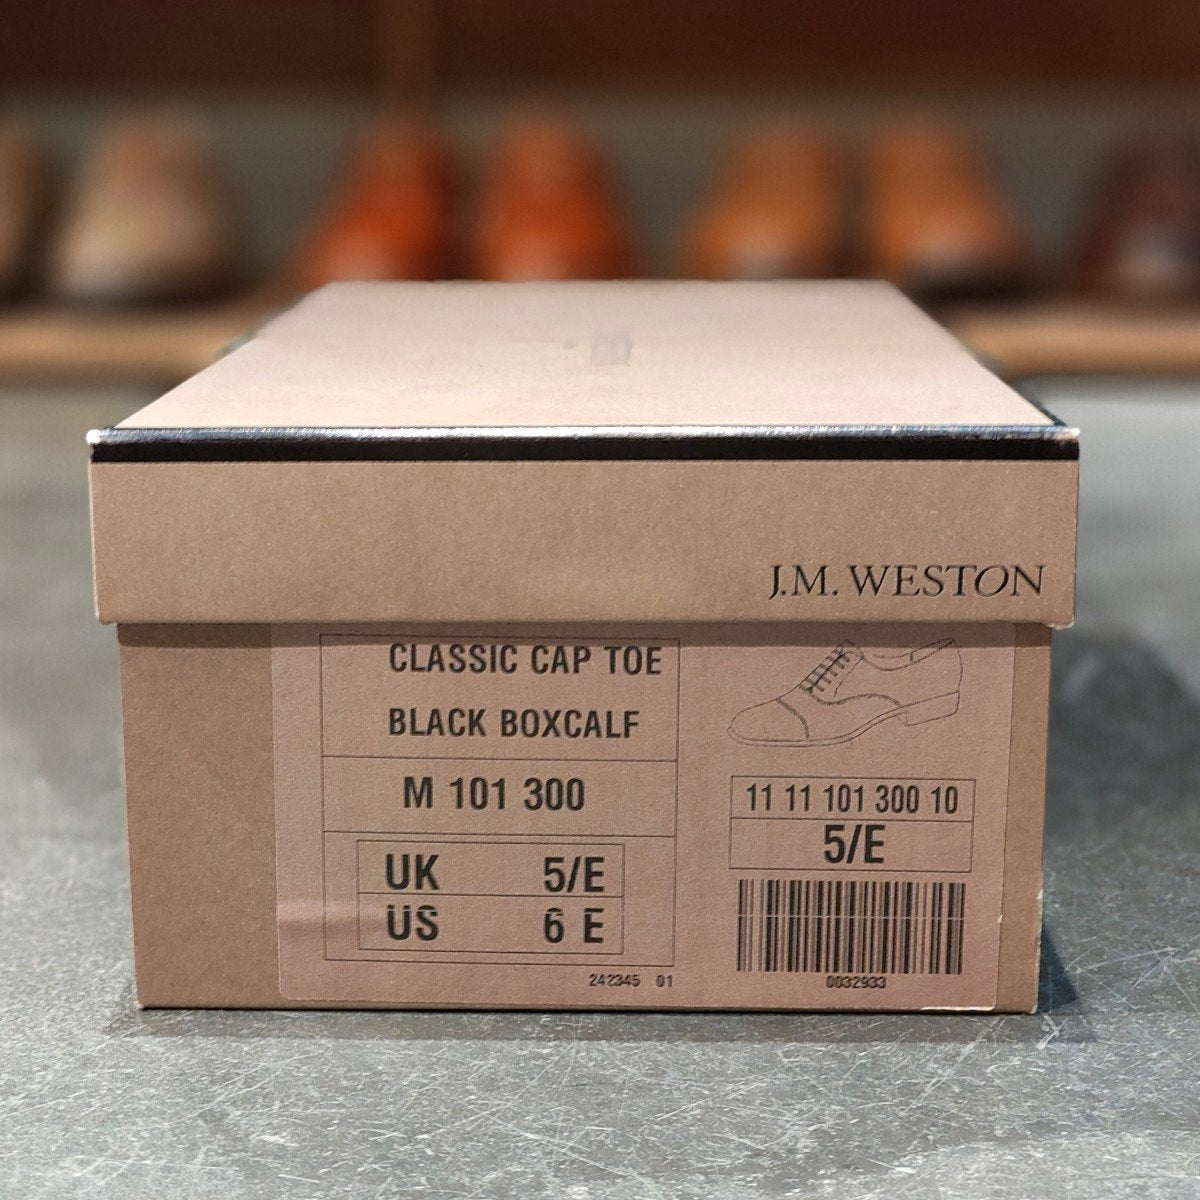 J.M. WESTON
CLASSIC CAP TOE
BLACK BOXCALF
M 101 300
UK 5/E
US 6 E
242345 01
11 11 101 300 10
5/E
0032933